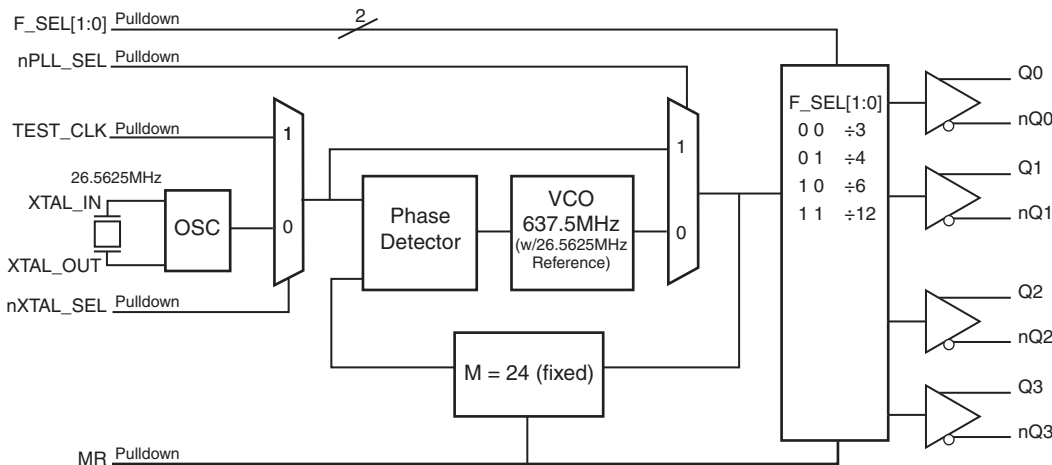 F_SEL[1:0] Pulldown
2
nPLL_SEL Pulldown
TEST_CLK Pulldown
26.5625MHz
XTAL_IN
OSC
XTAL_OUT
nXTAL_SEL Pulldown
1
0
Phase
Detector
VCO
637.5MHz
(w/26.5625MHz
Reference)
1
0
M = 24 (fixed)
MR Pulldown
F_SEL[1:0]
0 0 ÷3
0 1 ÷4
1 0 ÷6
1 1 ÷12
Q0
nQ0
Q1
nQ1
Q2
nQ2
Q3
nQ3